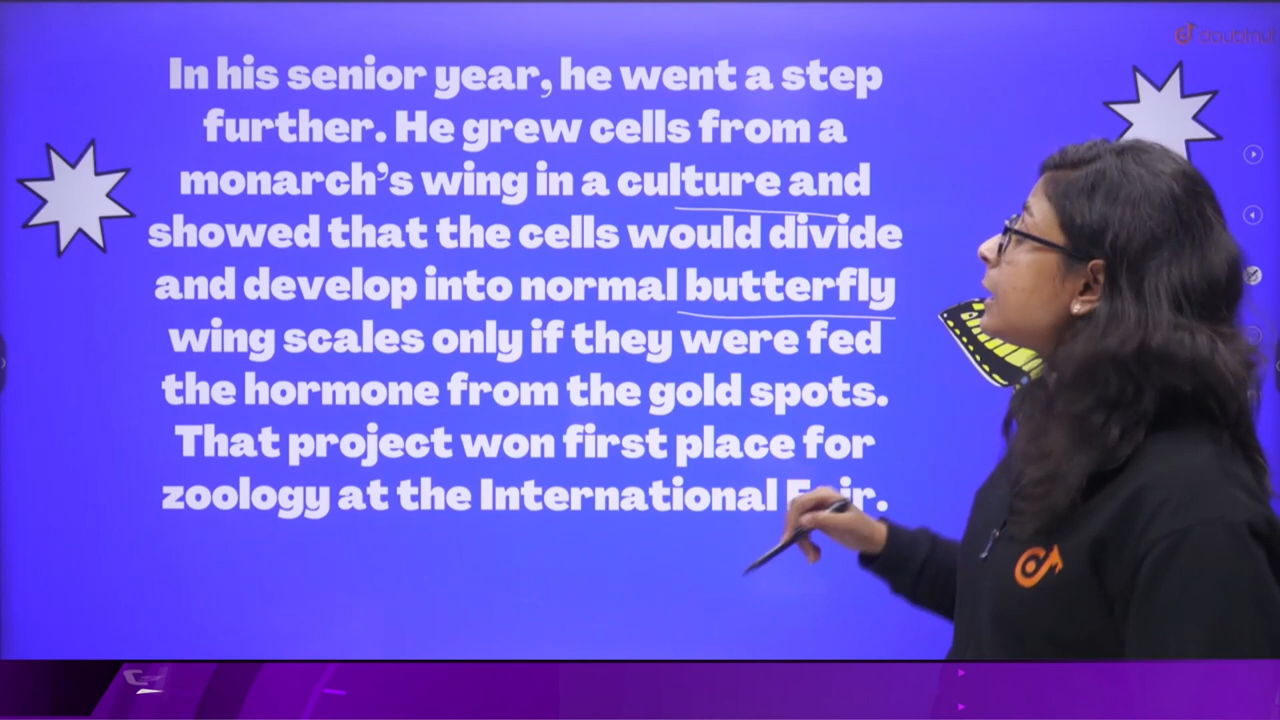 doubtnut
In his senior year, he went a step
further. He grew cells from a
monarch's wing in a culture and
showed that the cells would divide
and develop into normal butterfly
wing scales only if they were fed
the hormone from the gold spots.
That project won first place for
zoology at the International Fair.